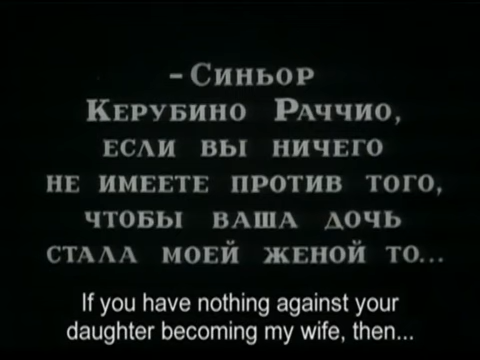 – Синьор
Керубино Раччио,
если вы ничего
не имеете против того,
чтобы ваша дочь
стала моей женой то...
If you have nothing against your
daughter becoming my wife, then...